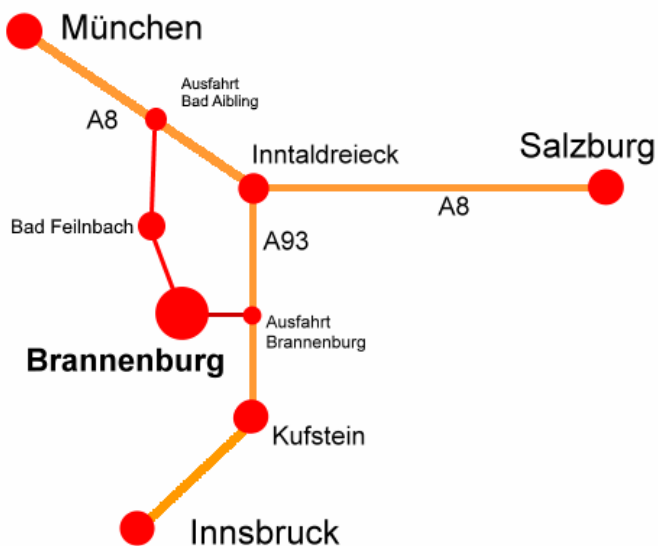 München
Ausfahrt
Bad Aibling
A8
Inntaldreieck
Salzburg
A8
Bad Feilnbach
A93
Ausfahrt
Brannenburg
Brannenburg
Kufstein
Innsbruck